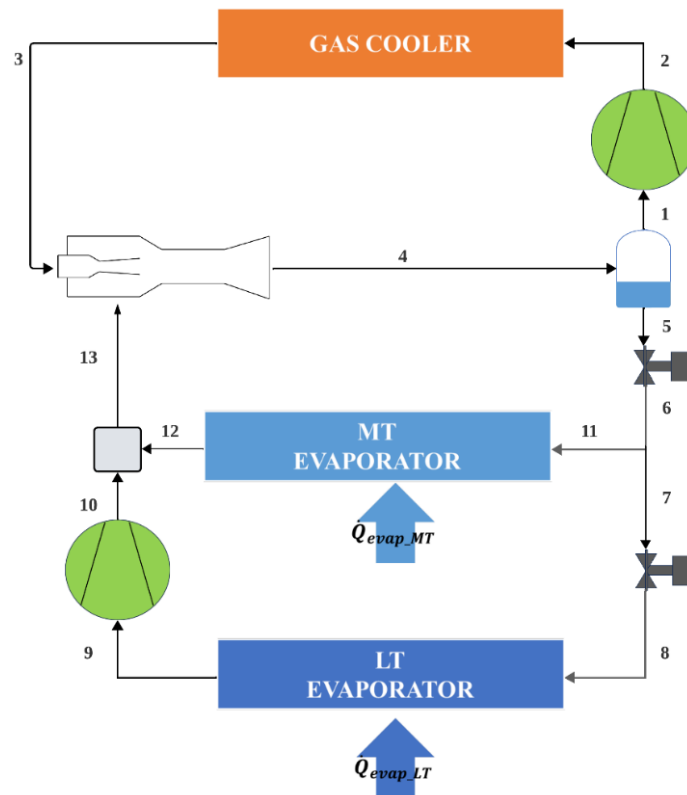 GAS COOLER
3
2
1
4
5
13
6
12
MT
EVAPORATOR
11
10
7
Q̇evap_MT
9
LT
EVAPORATOR
8
Q̇evap_LT